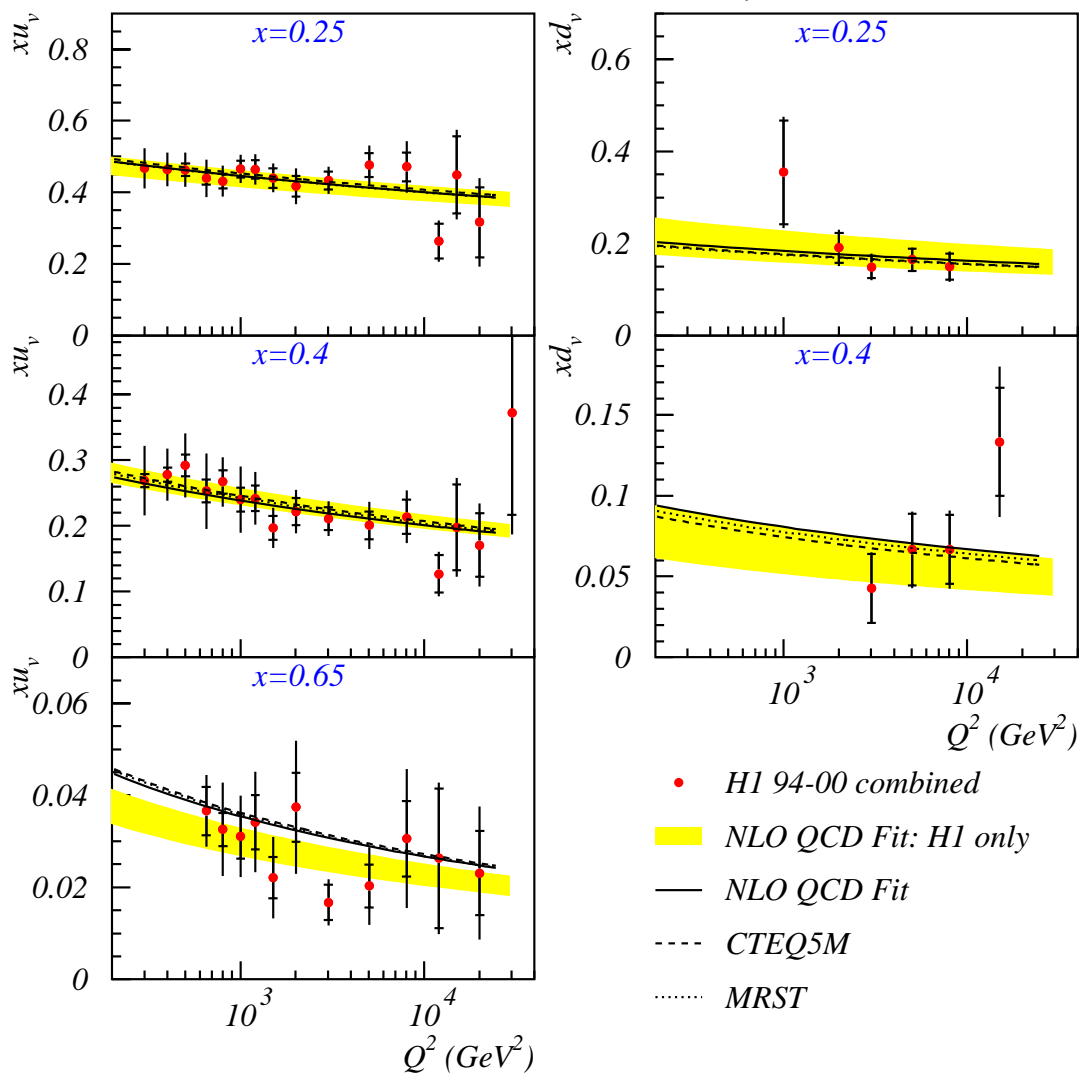 xu_v
x=0.25
0.8
0.6
0.4
0.2
0
xd_v
x=0.25
0.6
0.4
0.2
0
xu_v
x=0.4
0.4
0.3
0.2
0.1
0
xd_v
x=0.4
0.15
0.1
0.05
0
10^3
10^4
Q^2 (GeV^2)
xu_v
x=0.65
0.06
0.04
0.02
0
10^3
10^4
Q^2 (GeV^2)
H1 94-00 combined
NLO QCD Fit: H1 only
NLO QCD Fit
CTEQ5M
MRST